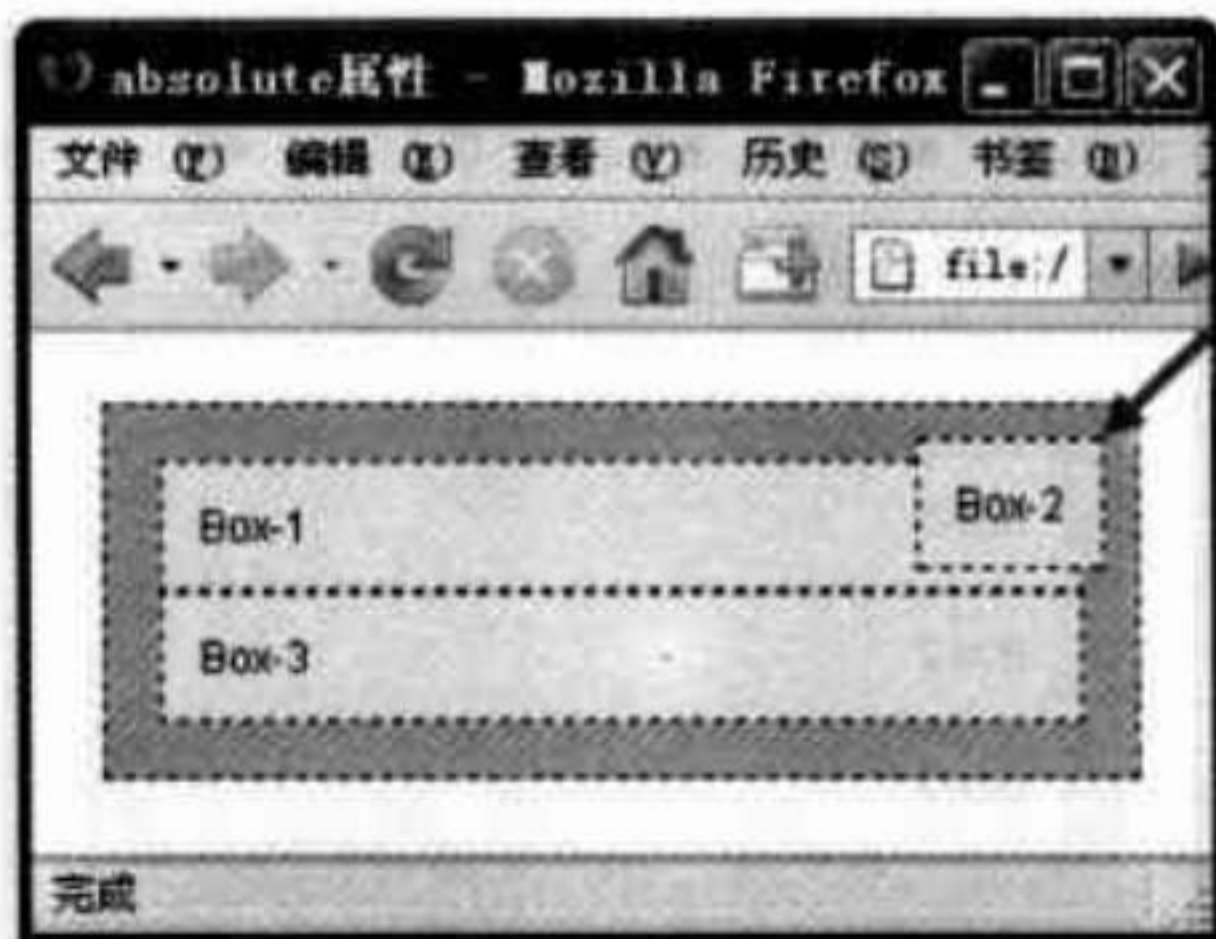 absolute属性 - Mozilla Firefox
文件 (F) 编辑 (E) 查看 (V) 历史 (S) 书签 (B)
file:/
Box-1
Box-2
Box-3
完成